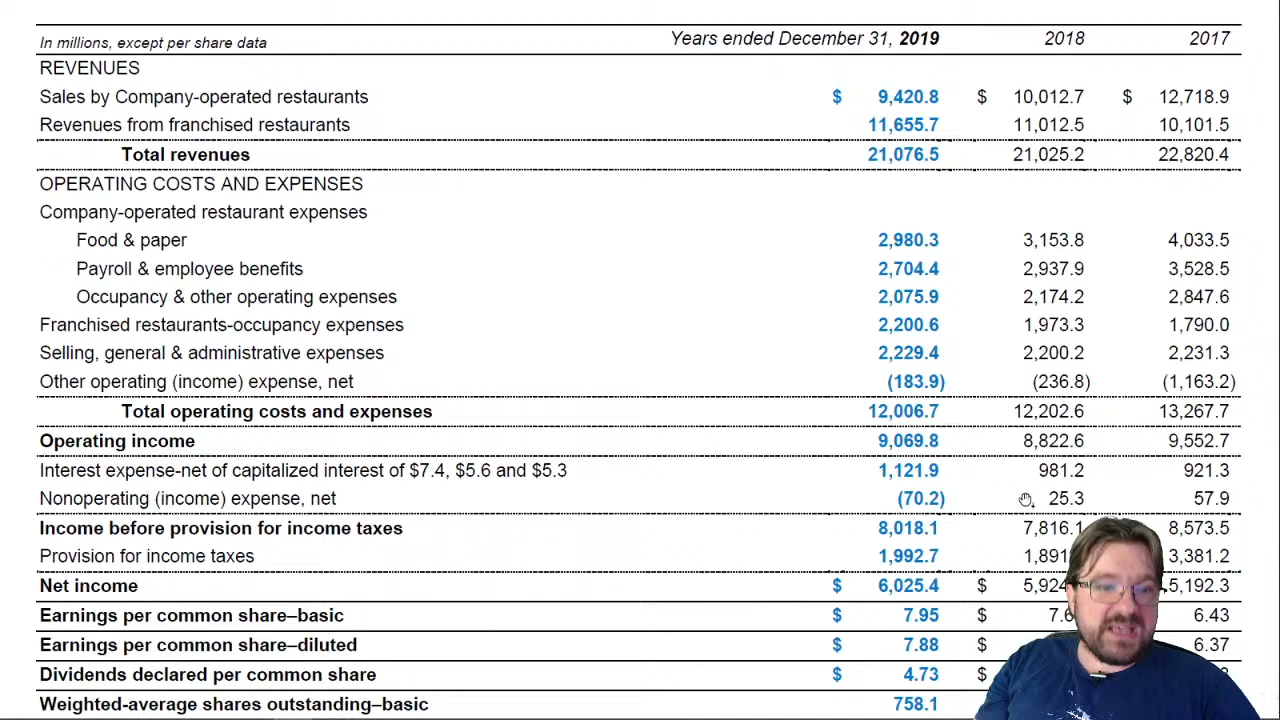 In millions, except per share data Years ended December 31, 2019 2018 2017
REVENUES
Sales by Company-operated restaurants $ 9,420.8 $ 10,012.7 $ 12,718.9
Revenues from franchised restaurants 11,655.7 11,012.5 10,101.5
Total revenues 21,076.5 21,025.2 22,820.4
OPERATING COSTS AND EXPENSES
Company-operated restaurant expenses
Food & paper 2,980.3 3,153.8 4,033.5
Payroll & employee benefits 2,704.4 2,937.9 3,528.5
Occupancy & other operating expenses 2,075.9 2,174.2 2,847.6
Franchised restaurants-occupancy expenses 2,200.6 1,973.3 1,790.0
Selling, general & administrative expenses 2,229.4 2,200.2 2,231.3
Other operating (income) expense, net (183.9) (236.8) (1,163.2)
Total operating costs and expenses 12,006.7 12,202.6 13,267.7
Operating income 9,069.8 8,822.6 9,552.7
Interest expense-net of capitalized interest of $7.4, $5.6 and $5.3 1,121.9 981.2 921.3
Nonoperating (income) expense, net (70.2) 25.3 57.9
Income before provision for income taxes 8,018.1 7,816.1 8,573.5
Provision for income taxes 1,992.7 1,891 3,381.2
Net income $ 6,025.4 $ 5,924 5,192.3
Earnings per common share–basic $ 7.95 $ 6.43
Earnings per common share–diluted $ 7.88 $ 6.37
Dividends declared per common share $ 4.73 $
Weighted-average shares outstanding–basic 758.1